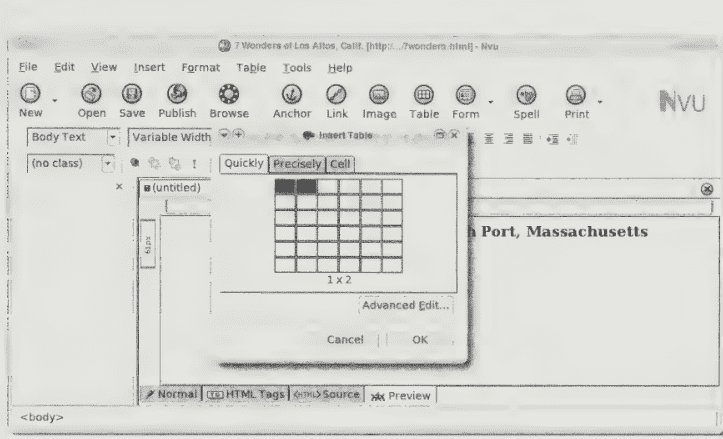 7 Wonders of Los Altos, Calif. [http:/.../7wonders.html] - Nvu
File Edit View Insert Format Table Tools Help
New Open Save Publish Browse Anchor Link Image Table Form Spell Print NVU
Body Text Variable Width Insert Table
(no class) !
Quickly Precisely Cell
(untitled)
61px
n Port, Massachusetts
1 x 2
Advanced Edit...
Cancel OK
Normal HTML Tags Source Preview
<body>